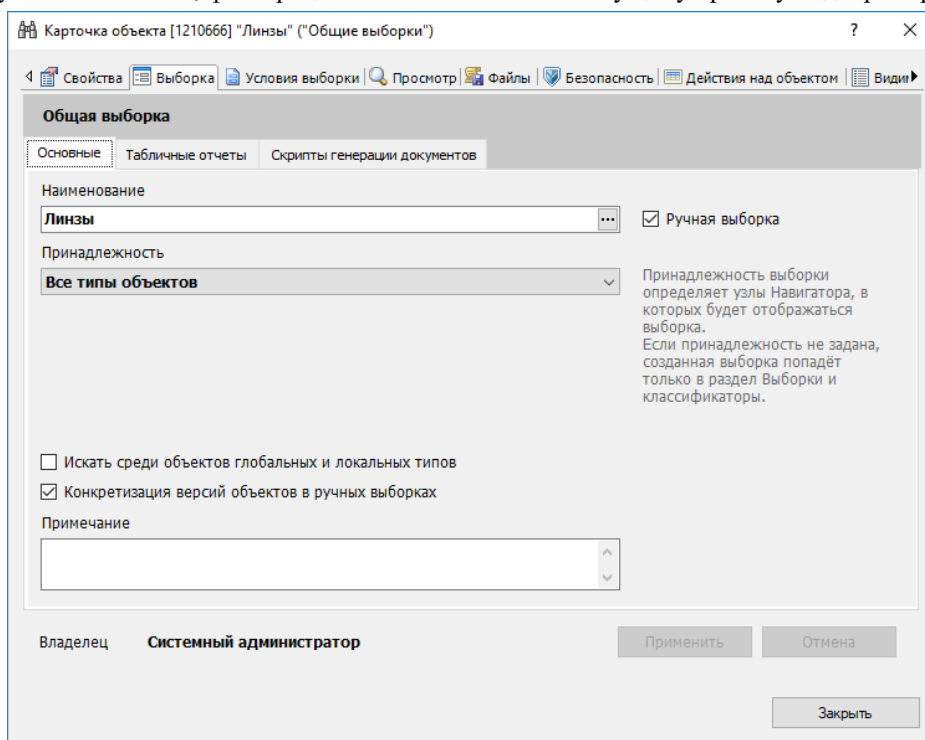 Карточка объекта [1210666] "Линзы" ("Общие выборки")
?
Свойства Выборка Условия выборки Просмотр Файлы Безопасность Действия над объектом
Общая выборка
Основные Табличные отчеты Скрипты генерации документов
Наименование
Линзы ...
Ручная выборка
Принадлежность
Все типы объектов
Принадлежность выборки
определяет узлы Навигатора, в
которых будет отображаться
выборка.
Если принадлежность не задана,
созданная выборка попадёт
только в раздел Выборки и
классификаторы.
Искать среди объектов глобальных и локальных типов
Конкретизация версий объектов в ручных выборках
Примечание
Владелец Системный администратор
Применить Отмена
Закрыть